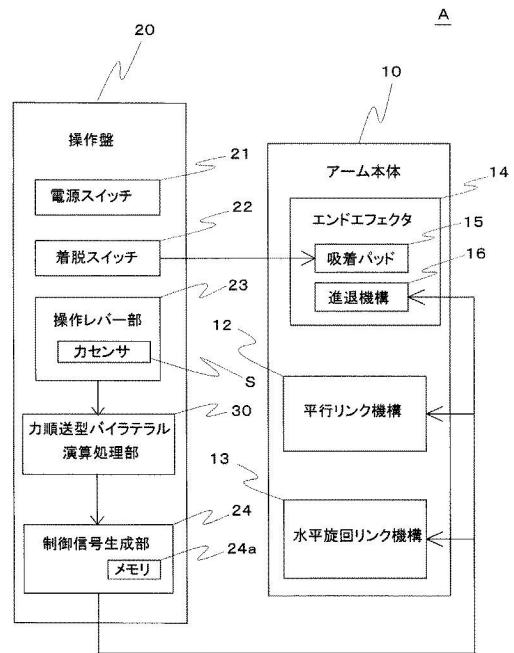 A
20
操作盤
21
電源スイッチ
22
着脱スイッチ
23
操作レバー部
力センサ
S
30
力順送型バイラテラル
演算処理部
24
制御信号生成部
24a
メモリ
10
アーム本体
14
エンドエフェクタ
15
吸着パッド
16
進退機構
12
平行リンク機構
13
水平旋回リンク機構